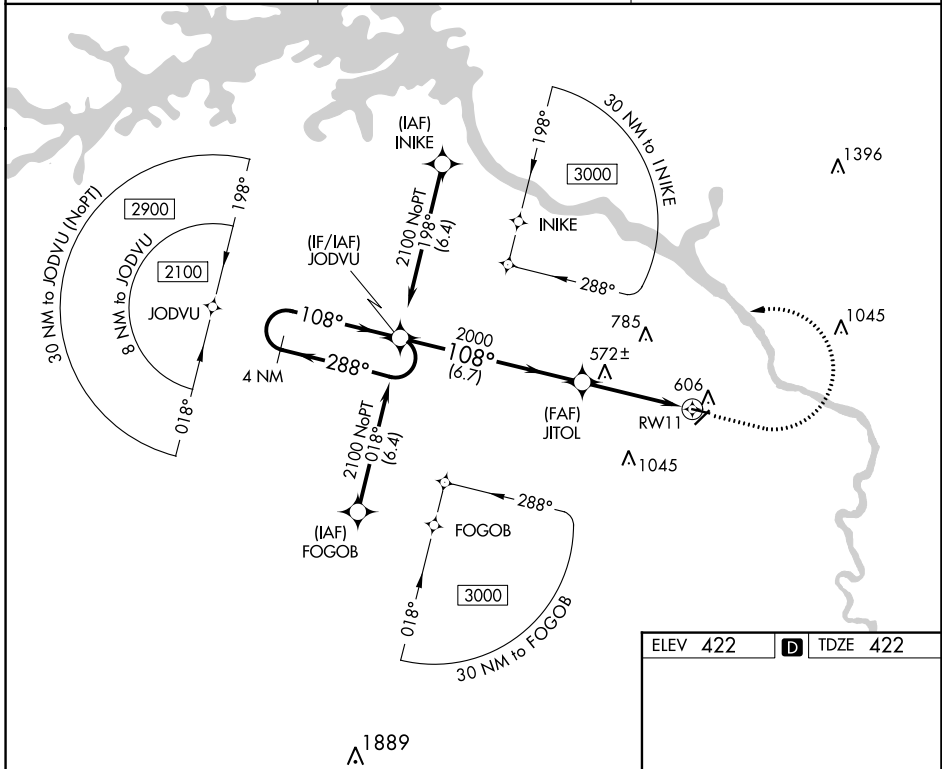 (IAF)
INIKE
198°
30 NM to INIKE
3000
INIKE
288°
1396
30 NM to JODVU (NoPT)
2900
198°
8 NM to JODVU
2100
JODVU
018°
2100 NoPT
198°
(6.4)
(IF/IAF)
JODVU
108°
288°
4 NM
2000
108°
(6.7)
785
1045
572±
(FAF)
JITOL
606
RW11
1045
2100 NoPT
018°
(6.4)
(IAF)
FOGOB
288°
FOGOB
018°
3000
30 NM to FOGOB
ELEV 422 D TDZE 422
1889